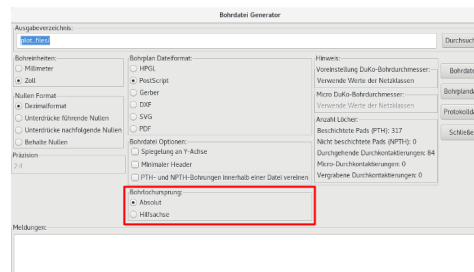 Bohrdatei Generator
Ausgabeverzeichnis:
plot_files/
Durchsuch
Bohreinheiten:
Millimeter
Zoll
Nullen Format
Dezimalformat
Unterdrücke führende Nullen
Unterdrücke nachfolgende Nullen
Behalte Nullen
Präzision
2:4
Bohrplan Dateiformat:
HPGL
PostScript
Gerber
DXF
SVG
PDF
Bohrdatei Optionen:
Spiegelung an Y-Achse
Minimaler Header
PTH- und NPTH-Bohrungen innerhalb einer Datei vereinen
Bohrlochursprung:
Absolut
Hilfsachse
Hinweis:
Voreinstellung DuKo-Bohrdurchmesser:
Verwende Werte der Netzklassen
Micro DuKo-Bohrdurchmesser:
Verwende Werte der Netzklassen
Anzahl Löcher:
Beschichtete Pads (PTH): 317
Nicht beschichtete Pads (NPTH): 0
Durchgehende Durchkontaktierungen: 84
Micro-Durchkontaktierungen: 0
Vergrabene Durchkontaktierungen: 0
Bohrdate
Bohrplanda
Protokollda
Schließe
Meldungen: